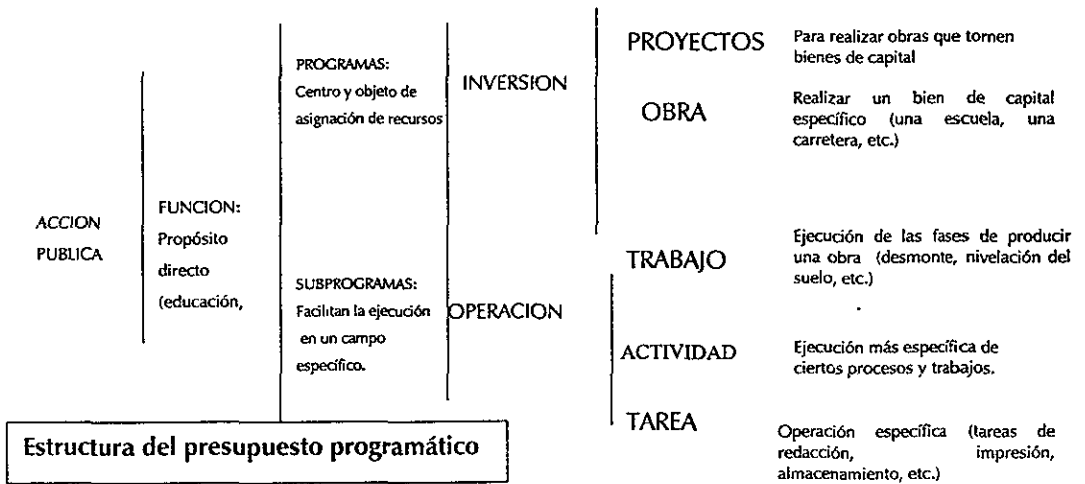 ACCION
PUBLICA
FUNCION:
Propósito
directo
(educación,
PROGRAMAS:
Centro y objeto de
asignación de recursos
SUBPROGRAMAS:
Facilitan la ejecución
en un campo
específico.
INVERSION
OPERACION
PROYECTOS
Para realizar obras que tornen
bienes de capital
OBRA
Realizar un bien de capital
específico (una escuela, una
carretera, etc.)
TRABAJO
Ejecución de las fases de producir
una obra (desmonte, nivelación del
suelo, etc.)
ACTIVIDAD
Ejecución más específica de
ciertos procesos y trabajos.
TAREA
Operación específica (tareas de
redacción, impresión,
almacenamiento, etc.)
Estructura del presupuesto programático